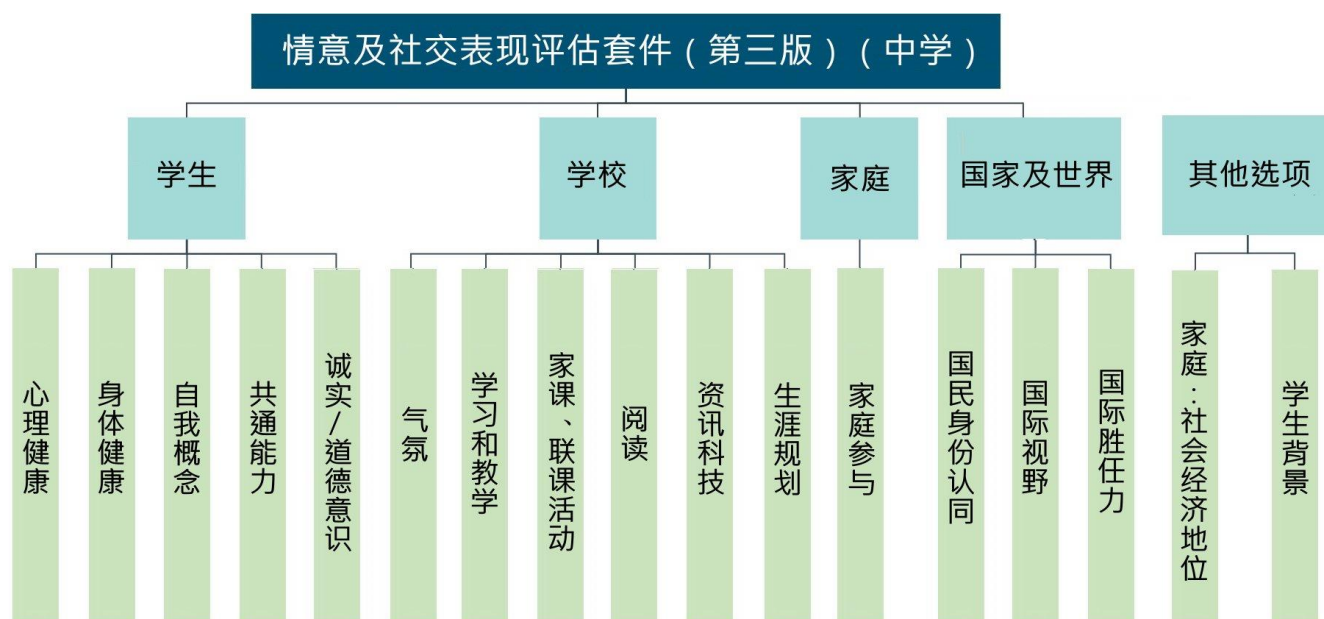 情意及社交表现评估套件（第三版）（中学）
学生
学校
家庭
国家及世界
其他选项
心理健康
身体健康
自我概念
共通能力
诚实/道德意识
气氛
学习和教学
家课、联课活动
阅读
资讯科技
生涯规划
家庭参与
国民身份认同
国际视野
国际胜任力
家庭：社会经济地位
学生背景